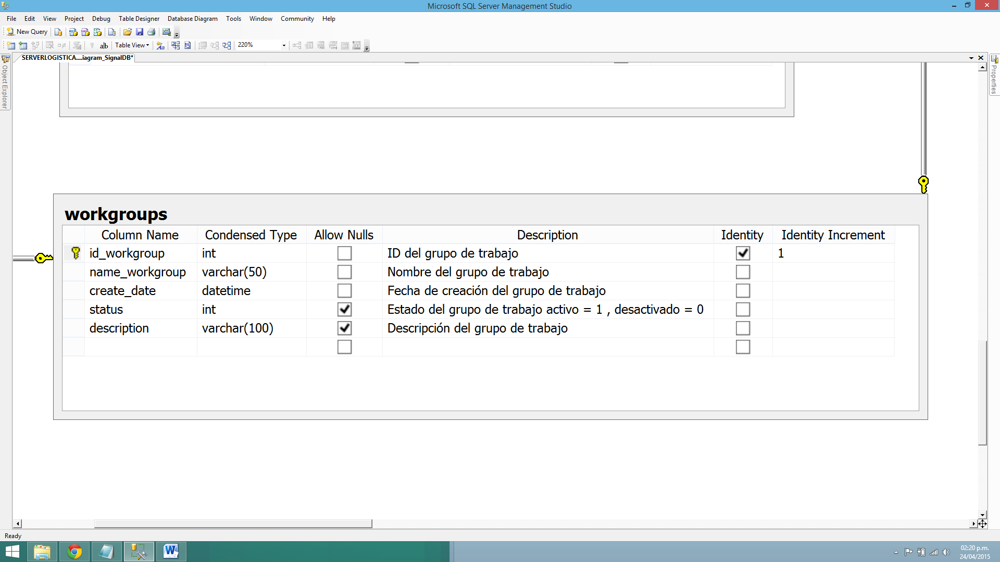 Microsoft SQL Server Management Studio
File Edit View Project Debug Table Designer Database Diagram Tools Window Community Help
New Query
Table View 220%
SERVERLOGISTICA....iagram_SignalDB*
Object Explorer
Properties
workgroups
Column Name Condensed Type Allow Nulls Description Identity Identity Increment
id_workgroup int ID del grupo de trabajo 1
name_workgroup varchar(50) Nombre del grupo de trabajo
create_date datetime Fecha de creación del grupo de trabajo
status int Estado del grupo de trabajo activo = 1 , desactivado = 0
description varchar(100) Descripción del grupo de trabajo
Ready
02:20 p.m.
24/04/2015